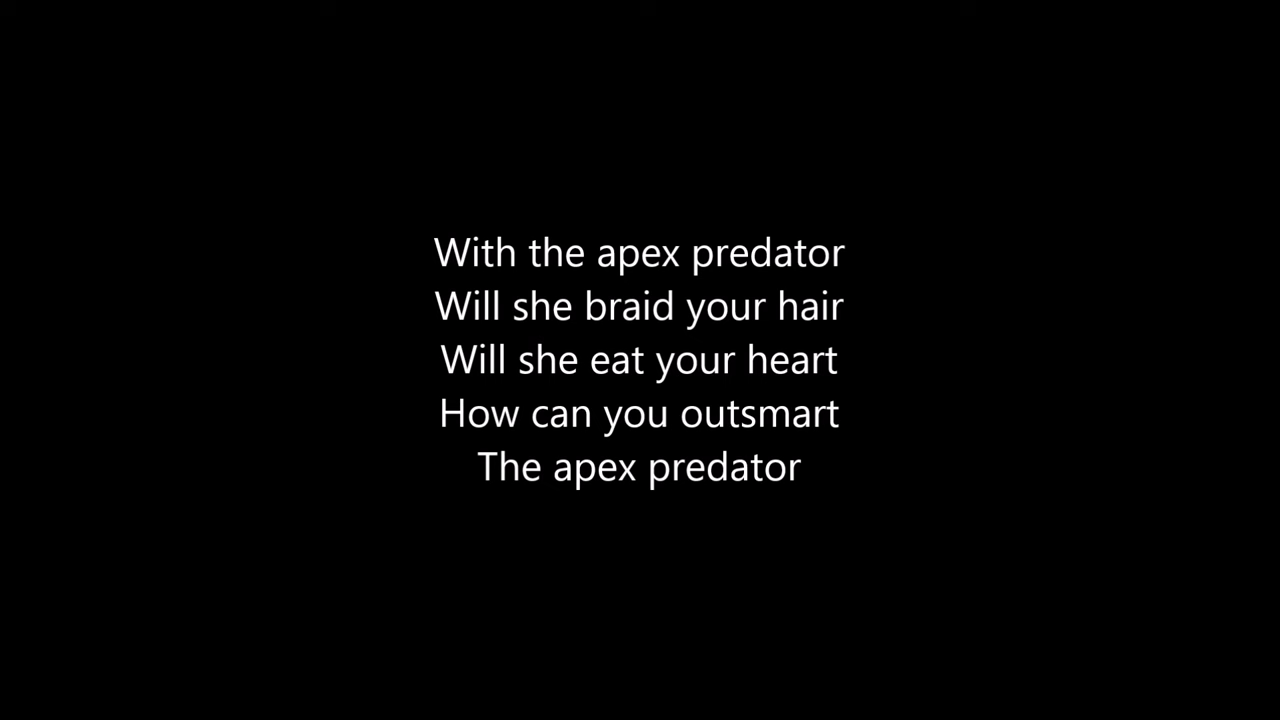 With the apex predator
Will she braid your hair
Will she eat your heart
How can you outsmart
The apex predator